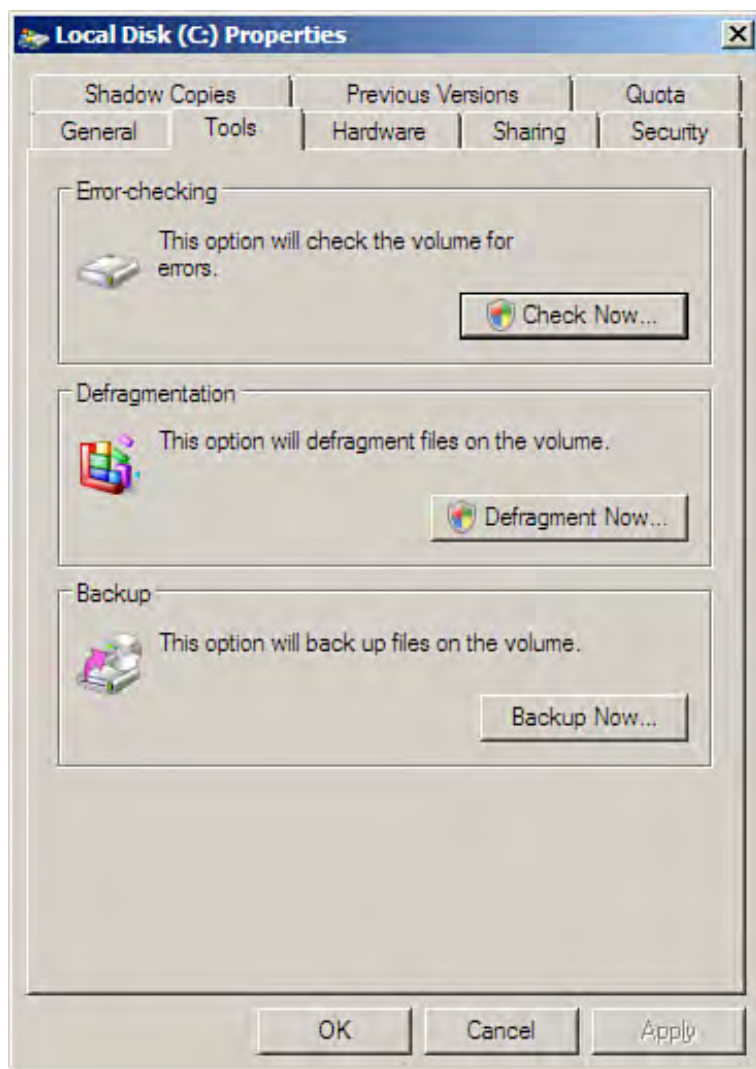 Local Disk (C:) Properties
Shadow Copies Previous Versions Quota
General Tools Hardware Sharing Security
Error-checking
This option will check the volume for
errors.
Check Now...
Defragmentation
This option will defragment files on the volume.
Defragment Now...
Backup
This option will back up files on the volume.
Backup Now...
OK Cancel Apply